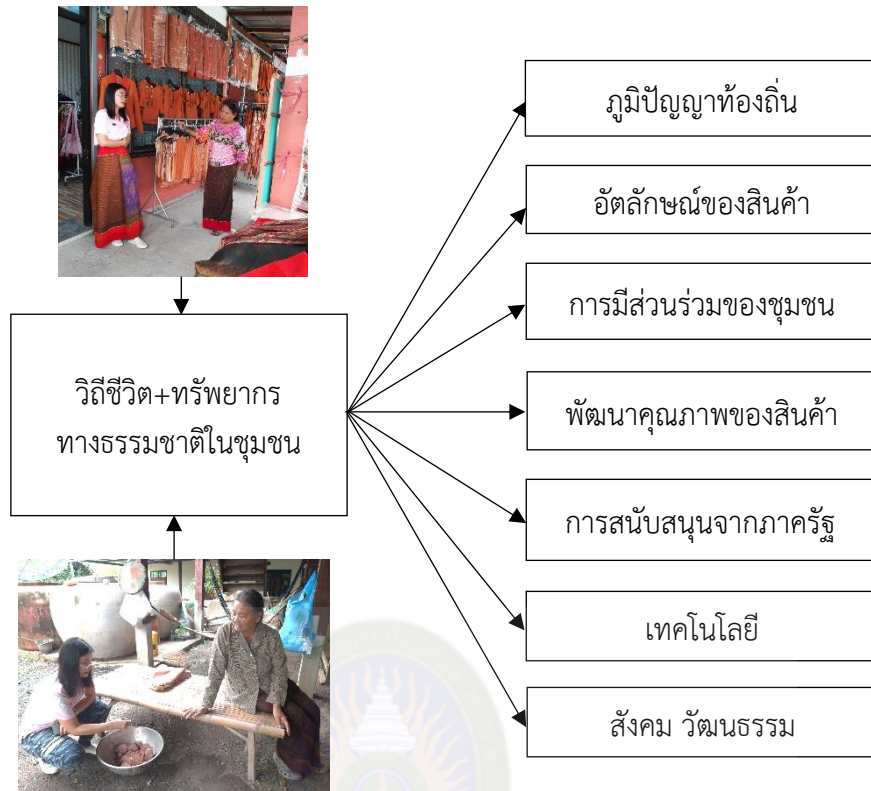 ภูมิปัญญาท้องถิ่น
อัตลักษณ์ของสินค้า
การมีส่วนร่วมของชุมชน
วิถีชีวิต+ทรัพยากร
ทางธรรมชาติในชุมชน
พัฒนาคุณภาพของสินค้า
การสนับสนุนจากภาครัฐ
เทคโนโลยี
สังคม วัฒนธรรม